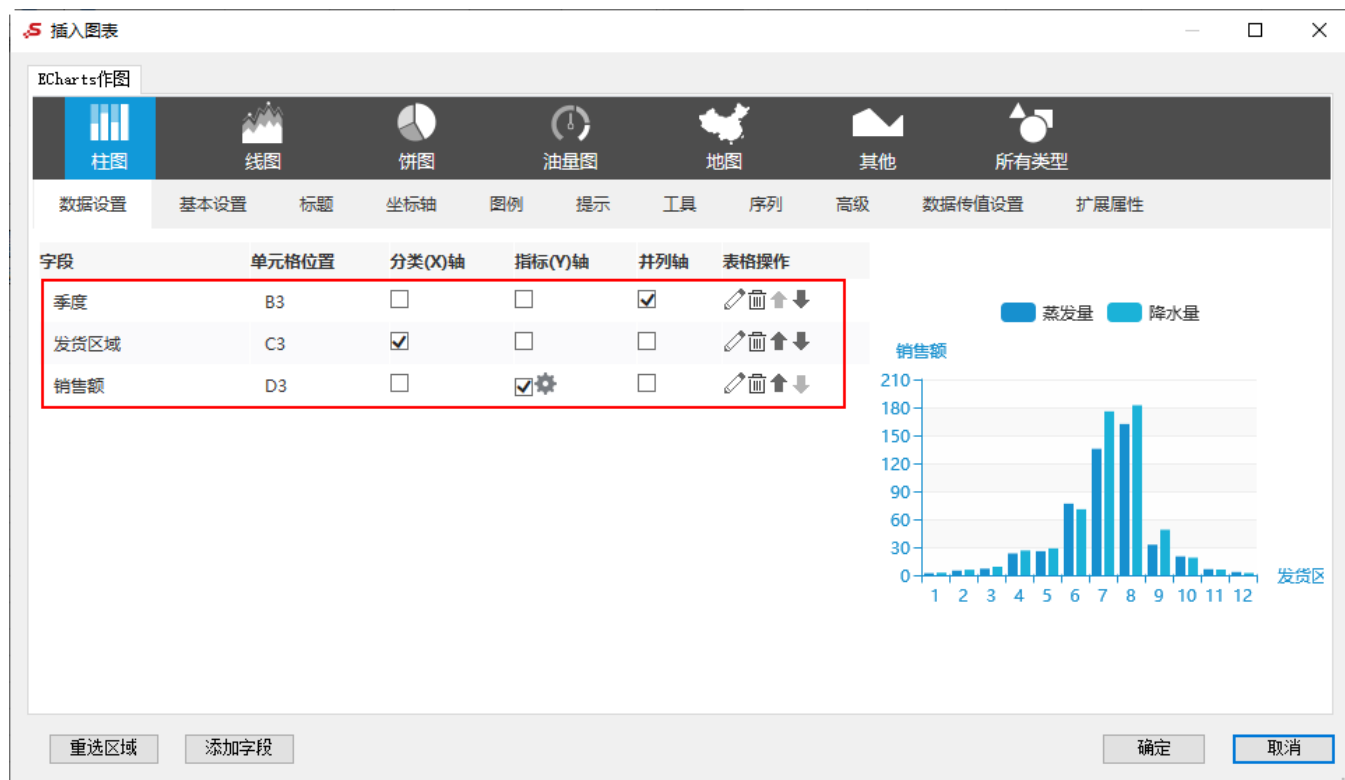 插入图表
ECharts作图
柱图 线图 饼图 油量图 地图 其他 所有类型
数据设置 基本设置 标题 坐标轴 图例 提示 工具 序列 高级 数据传值设置 扩展属性
字段 单元格位置 分类(X)轴 指标(Y)轴 并列轴 表格操作
季度 B3
发货区域 C3
销售额 D3
蒸发量 降水量
销售额
210
180
150
120
90
60
30
0
1 2 3 4 5 6 7 8 9 10 11 12
发货区
重选区域 添加字段 确定 取消